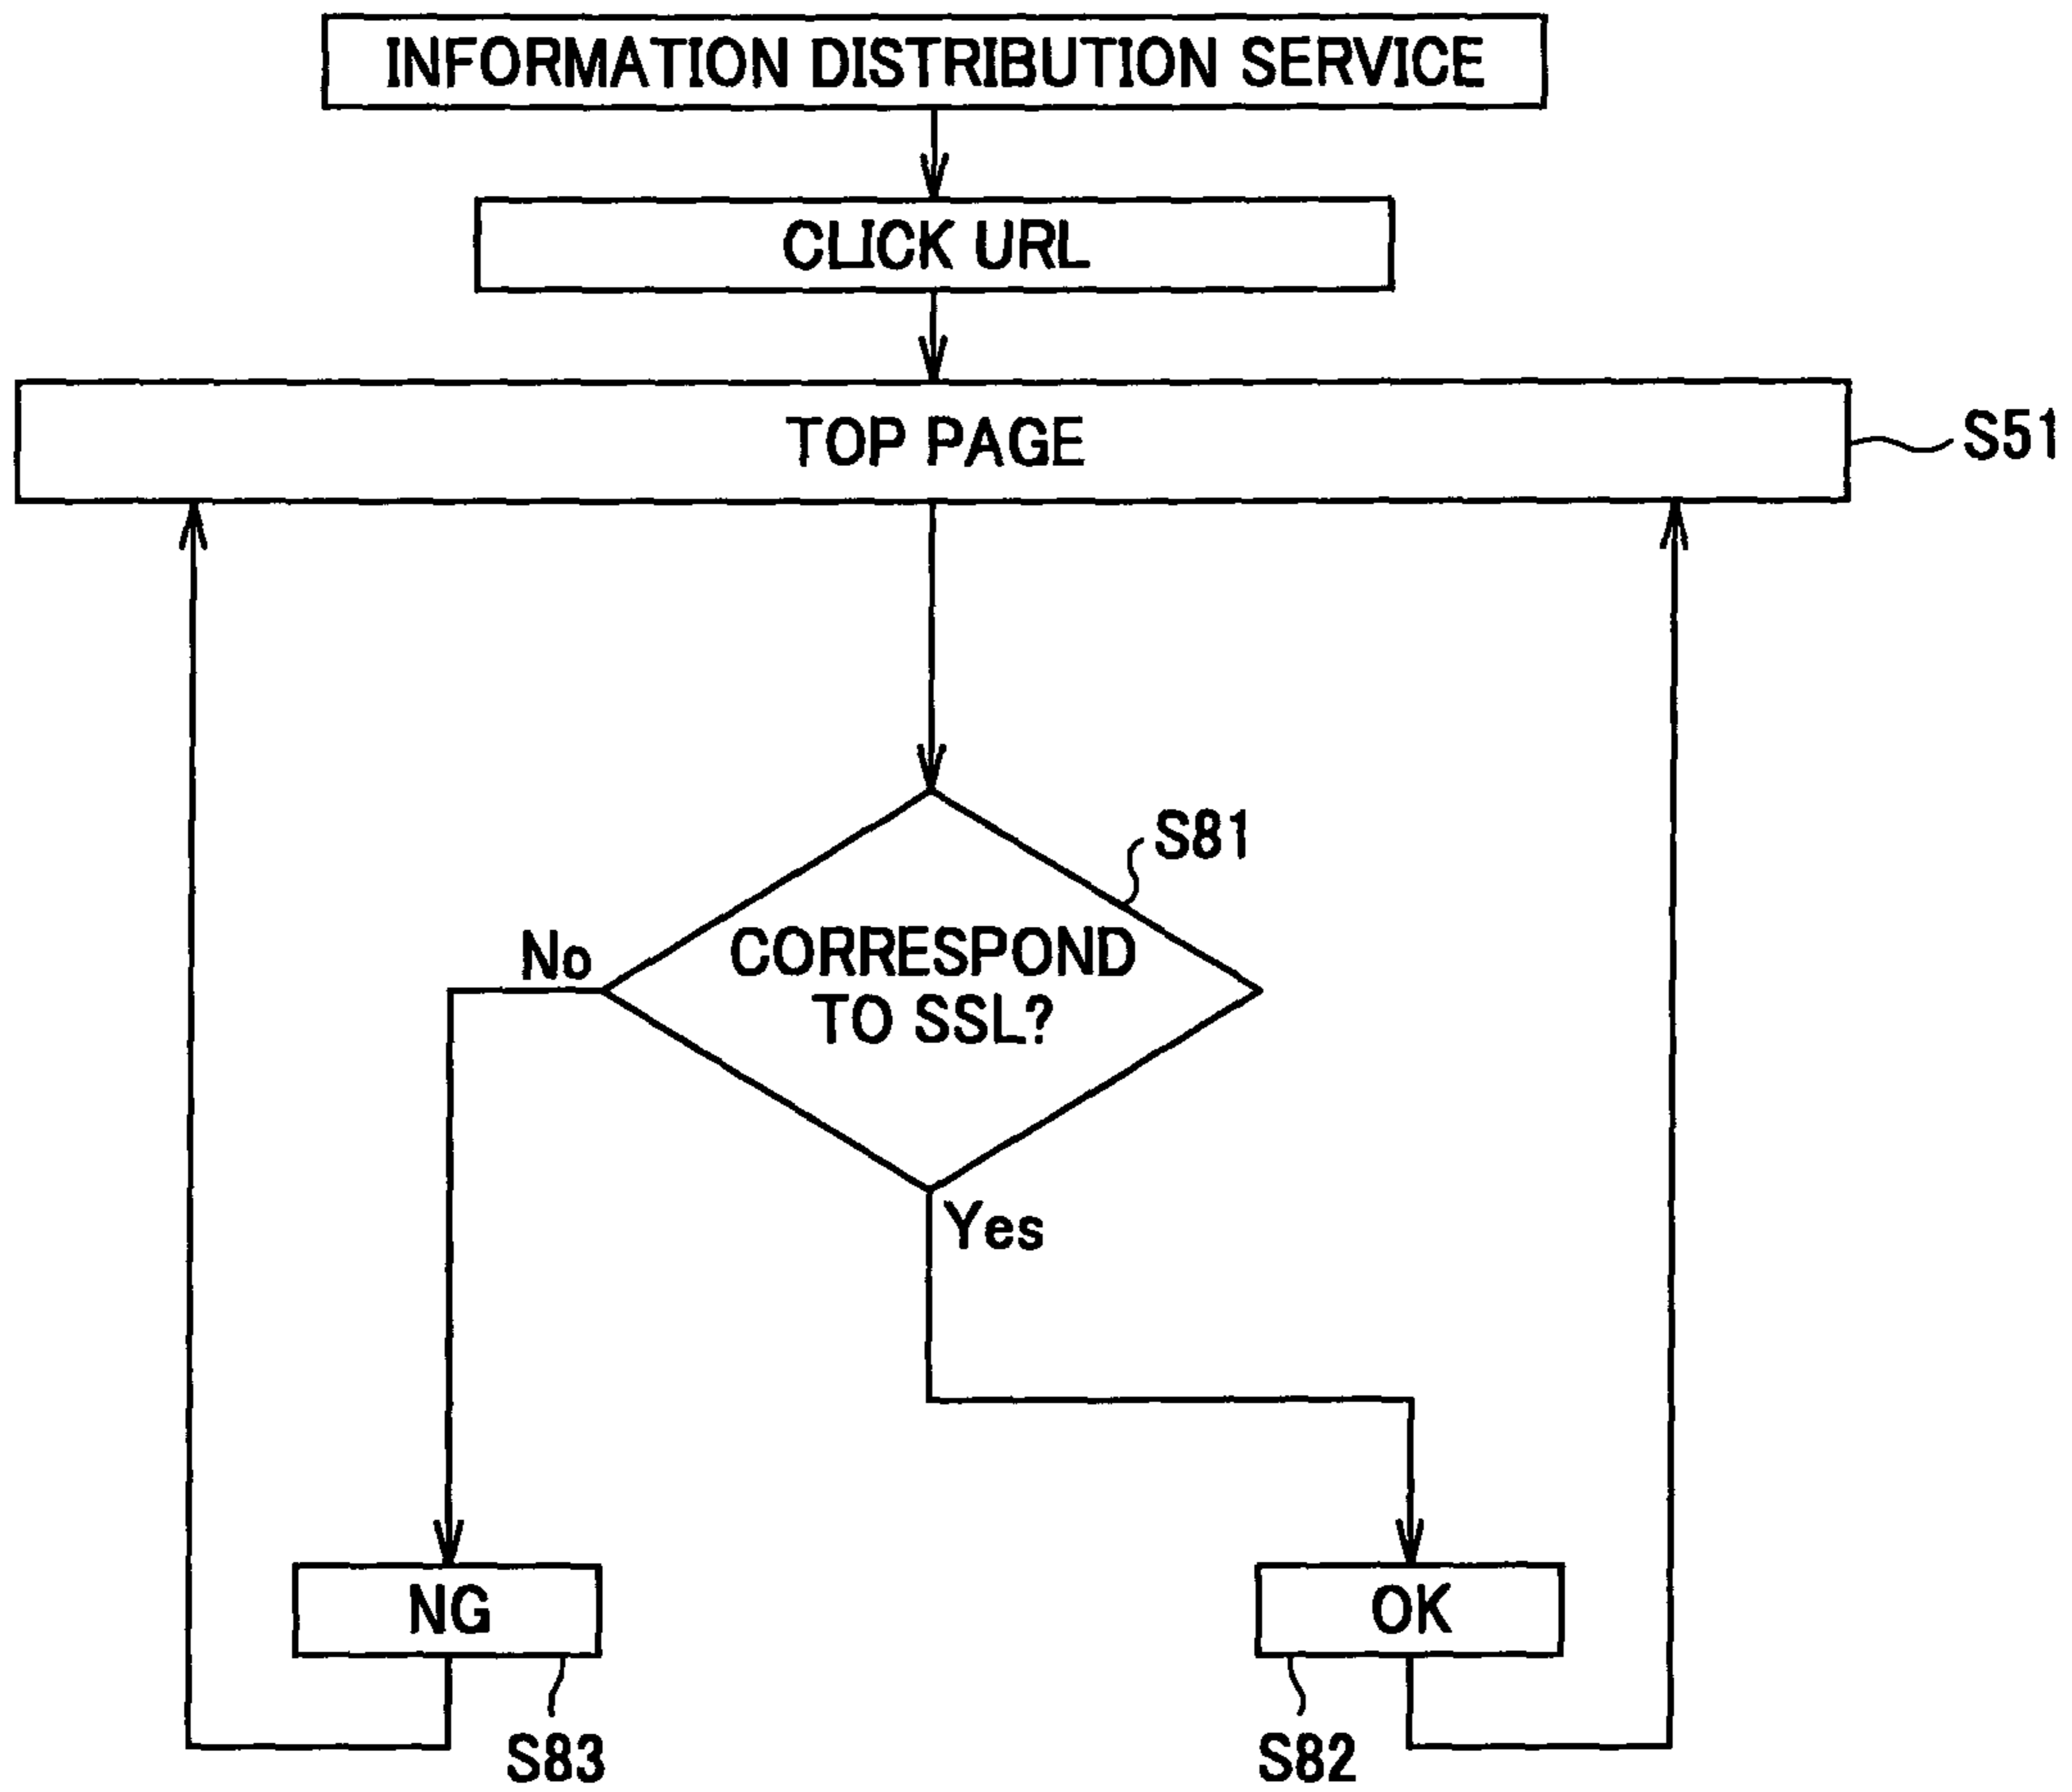 INFORMATION DISTRIBUTION SERVICE
CLICK URL
TOP PAGE
S51
S81
No
CORRESPOND
TO SSL?
Yes
NG
OK
S83
S82